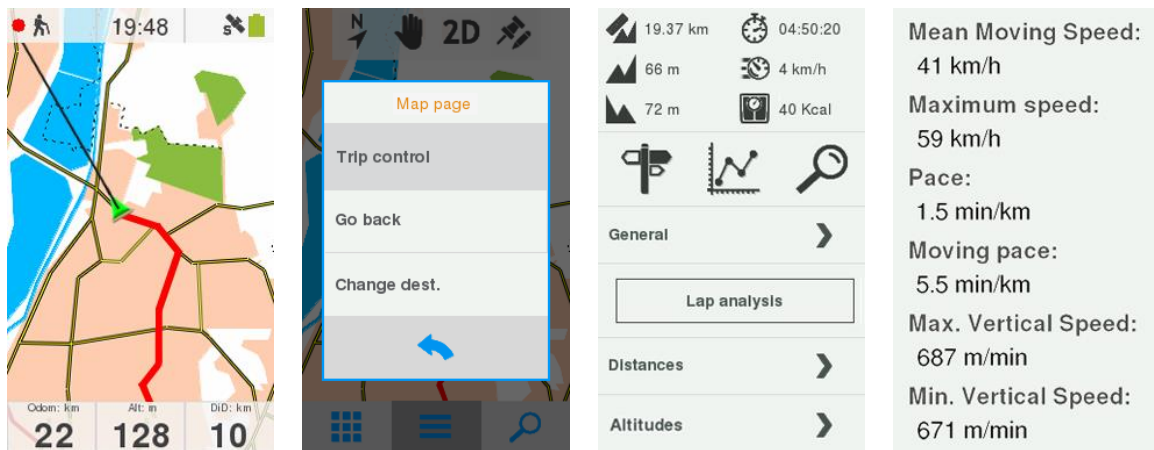 19:48
S
Odom: km
Alt: m
DiD: km
22
128
10
N
2D
Map page
Trip control
Go back
Change dest.
19.37 km
04:50:20
66 m
4 km/h
72 m
40 Kcal
General
Lap analysis
Distances
Altitudes
Mean Moving Speed:
41 km/h
Maximum speed:
59 km/h
Pace:
1.5 min/km
Moving pace:
5.5 min/km
Max. Vertical Speed:
687 m/min
Min. Vertical Speed:
671 m/min